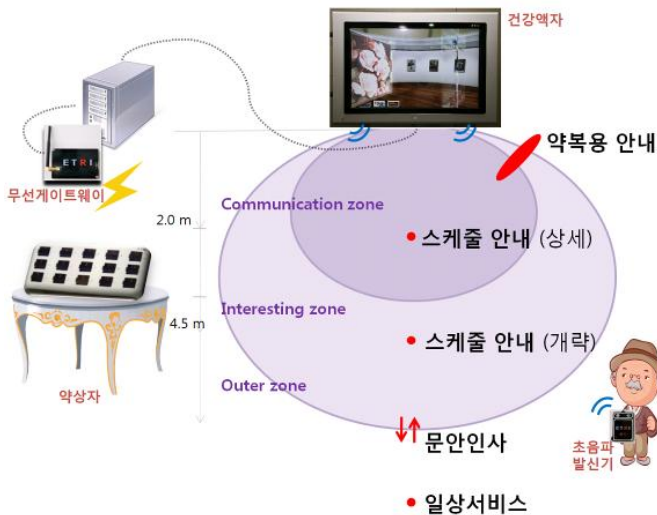 건강액자
약복용 안내
ETRI
무선게이트웨이
Communication zone
2.0 m
스케줄 안내 (상세)
Interesting zone
4.5 m
스케줄 안내 (개략)
Outer zone
약상자
문안인사
초음파
발신기
일상서비스